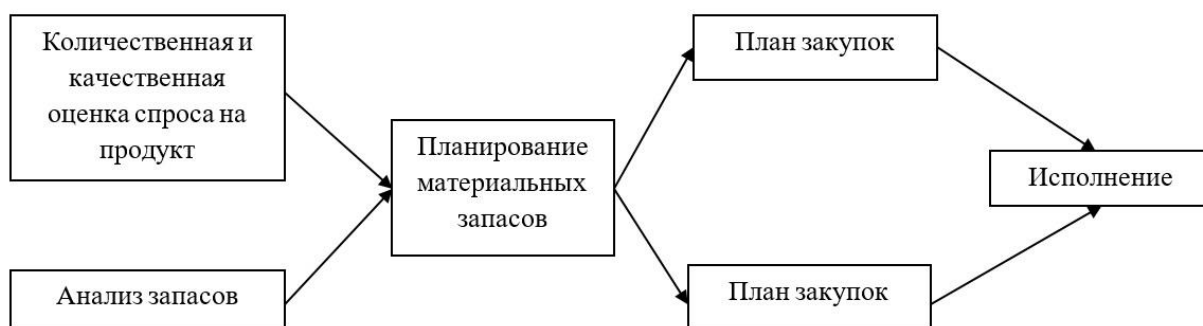 Количественная и
качественная
оценка спроса на
продукт
Анализ запасов
Планирование
материальных
запасов
План закупок
План закупок
Исполнение